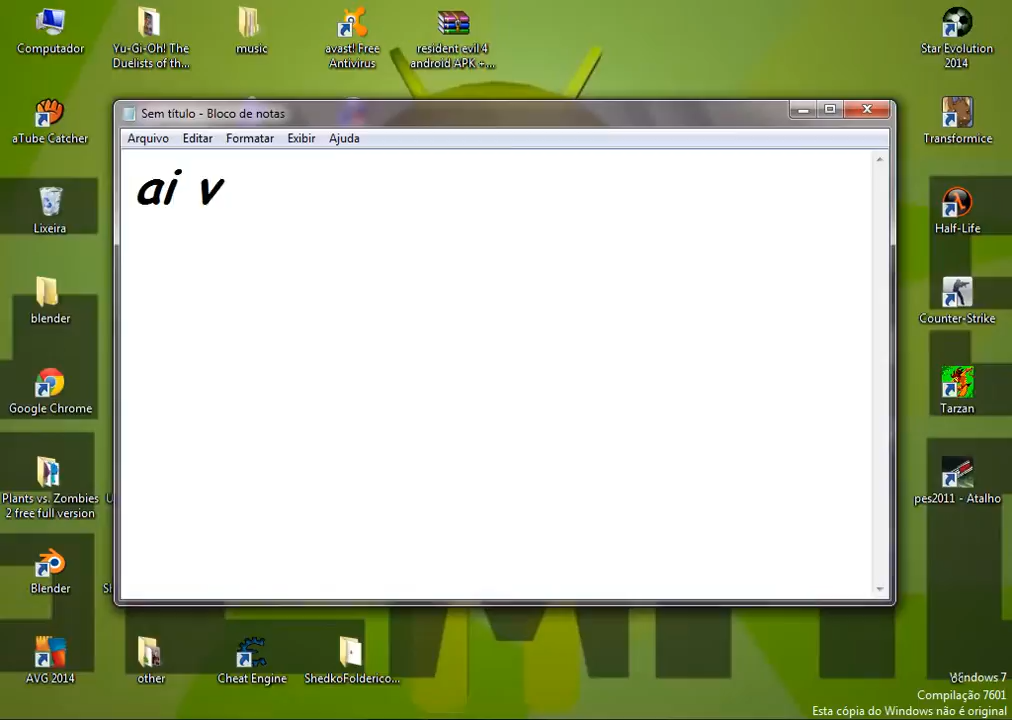 Computador
Yu-Gi-Oh! The
Duelists of th...
music
avast! Free
Antivirus
resident evil 4
android APK +...
Star Evolution
2014
Sem título - Bloco de notas
Arquivo Editar Formatar Exibir Ajuda
ai v
aTube Catcher
Transformice
Lixeira
Half-Life
blender
Counter-Strike
Google Chrome
Tarzan
Plants vs. Zombies
2 free full version
pes2011 - Atalho
Blender
AVG 2014
other
Cheat Engine
ShedkoFolderico...
Windows 7
Compilação 7601
Esta cópia do Windows não é original